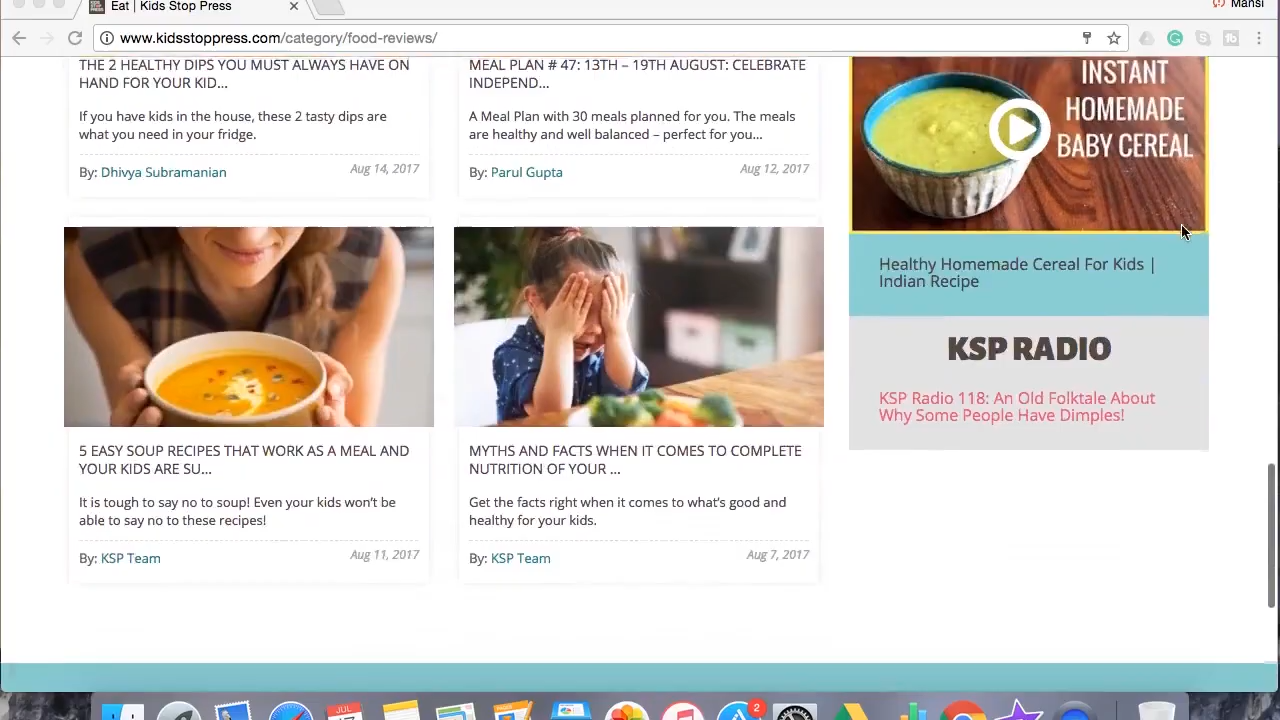 Eat | Kids Stop Press
Mansi
www.kidsstoppress.com/category/food-reviews/
THE 2 HEALTHY DIPS YOU MUST ALWAYS HAVE ON
HAND FOR YOUR KID...
If you have kids in the house, these 2 tasty dips are
what you need in your fridge.
By: Dhivya Subramanian
Aug 14, 2017
MEAL PLAN # 47: 13TH – 19TH AUGUST: CELEBRATE
INDEPEND...
A Meal Plan with 30 meals planned for you. The meals
are healthy and well balanced – perfect for you...
By: Parul Gupta
Aug 12, 2017
5 EASY SOUP RECIPES THAT WORK AS A MEAL AND
YOUR KIDS ARE SU...
It is tough to say no to soup! Even your kids won't be
able to say no to these recipes!
By: KSP Team
Aug 11, 2017
MYTHS AND FACTS WHEN IT COMES TO COMPLETE
NUTRITION OF YOUR ...
Get the facts right when it comes to what's good and
healthy for your kids.
By: KSP Team
Aug 7, 2017
INSTANT
HOMEMADE
BABY CEREAL
Healthy Homemade Cereal For Kids |
Indian Recipe
KSP RADIO
KSP Radio 118: An Old Folktale About
Why Some People Have Dimples!
JUL
2